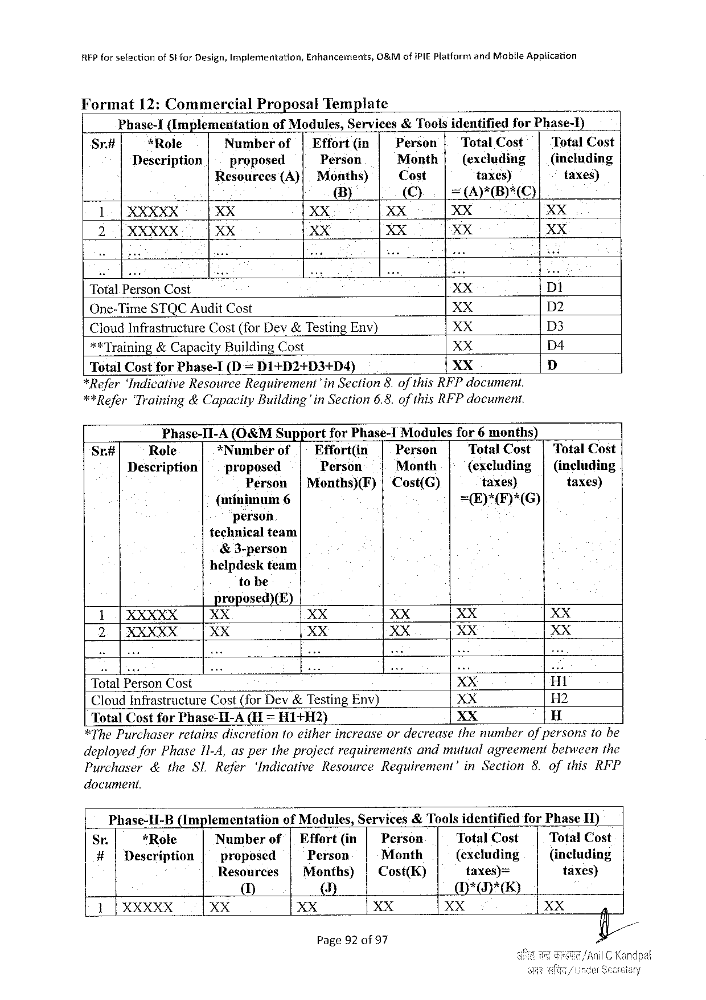 RFP for selection of SI for Design, Implementation, Enhancements, O&M of iPIE Platform and Mobile Application
Format 12: Commercial Proposal Template
Phase-I (Implementation of Modules, Services & Tools identified for Phase-I)
Sr.# *Role Number of Effort (in Person Total Cost Total Cost
Description proposed Person Month (excluding (including
Resources (A) Months) Cost taxes) taxes)
(B) (C) = (A)*(B)*(C)
1 XXXXX XX XX XX XX XX
2 XXXXX XX XX XX XX XX
.. ... ... ... ... ... ...
.. ... ... ... ... ... ...
Total Person Cost XX D1
One-Time STQC Audit Cost XX D2
Cloud Infrastructure Cost (for Dev & Testing Env) XX D3
**Training & Capacity Building Cost XX D4
Total Cost for Phase-I (D = D1+D2+D3+D4) XX D
*Refer 'Indicative Resource Requirement' in Section 8. of this RFP document.
**Refer 'Training & Capacity Building' in Section 6.8. of this RFP document.
Phase-II-A (O&M Support for Phase-I Modules for 6 months)
Sr.# Role *Number of Effort(in Person Total Cost Total Cost
Description proposed Person Month (excluding (including
Person Months)(F) Cost(G) taxes) taxes)
(minimum 6 =(E)*(F)*(G)
person
technical team
& 3-person
helpdesk team
to be
proposed)(E)
1 XXXXX XX XX XX XX XX
2 XXXXX XX XX XX XX XX
.. ... ... ... ... ... ...
.. ... ... ... ... ... ...
Total Person Cost XX H1
Cloud Infrastructure Cost (for Dev & Testing Env) XX H2
Total Cost for Phase-II-A (H = H1+H2) XX H
*The Purchaser retains discretion to either increase or decrease the number of persons to be
deployed for Phase II-A, as per the project requirements and mutual agreement between the
Purchaser & the SI. Refer 'Indicative Resource Requirement' in Section 8. of this RFP
document.
Phase-II-B (Implementation of Modules, Services & Tools identified for Phase II)
Sr. *Role Number of Effort (in Person Total Cost Total Cost
# Description proposed Person Month (excluding (including
Resources Months) Cost(K) taxes)= taxes)
(I) (J) (I)*(J)*(K)
1 XXXXX XX XX XX XX XX
Page 92 of 97
अनिल चन्द्र काण्डपाल/Anil C Kandpal
अवर सचिव/Under Secretary